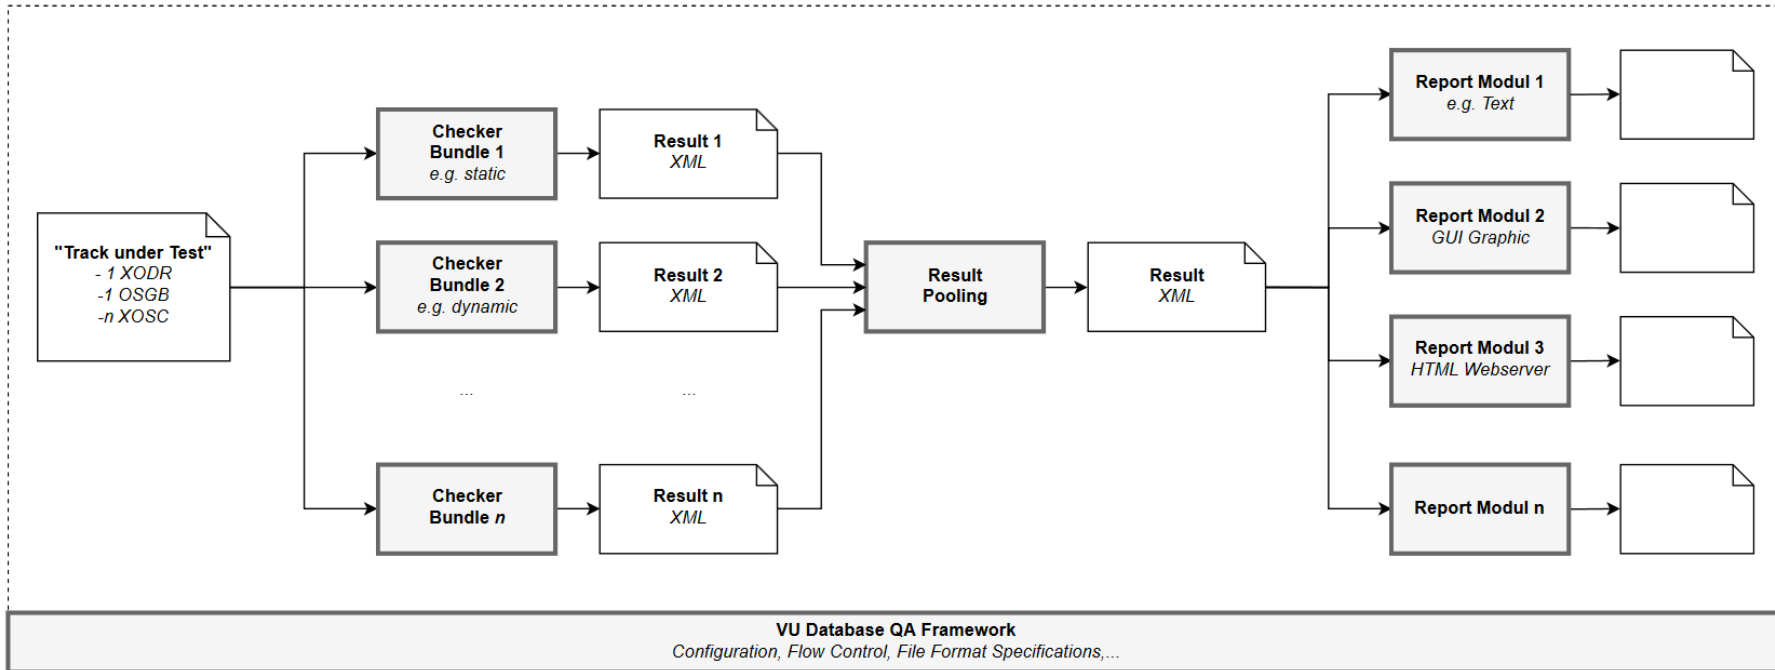 "Track under Test"
- 1 XODR
-1 OSGB
-n XOSC
Checker
Bundle 1
e.g. static
Result 1
XML
Checker
Bundle 2
e.g. dynamic
Result 2
XML
...
...
Checker
Bundle n
Result n
XML
Result
Pooling
Result
XML
Report Modul 1
e.g. Text
Report Modul 2
GUI Graphic
Report Modul 3
HTML Webserver
Report Modul n
VU Database QA Framework
Configuration, Flow Control, File Format Specifications,...